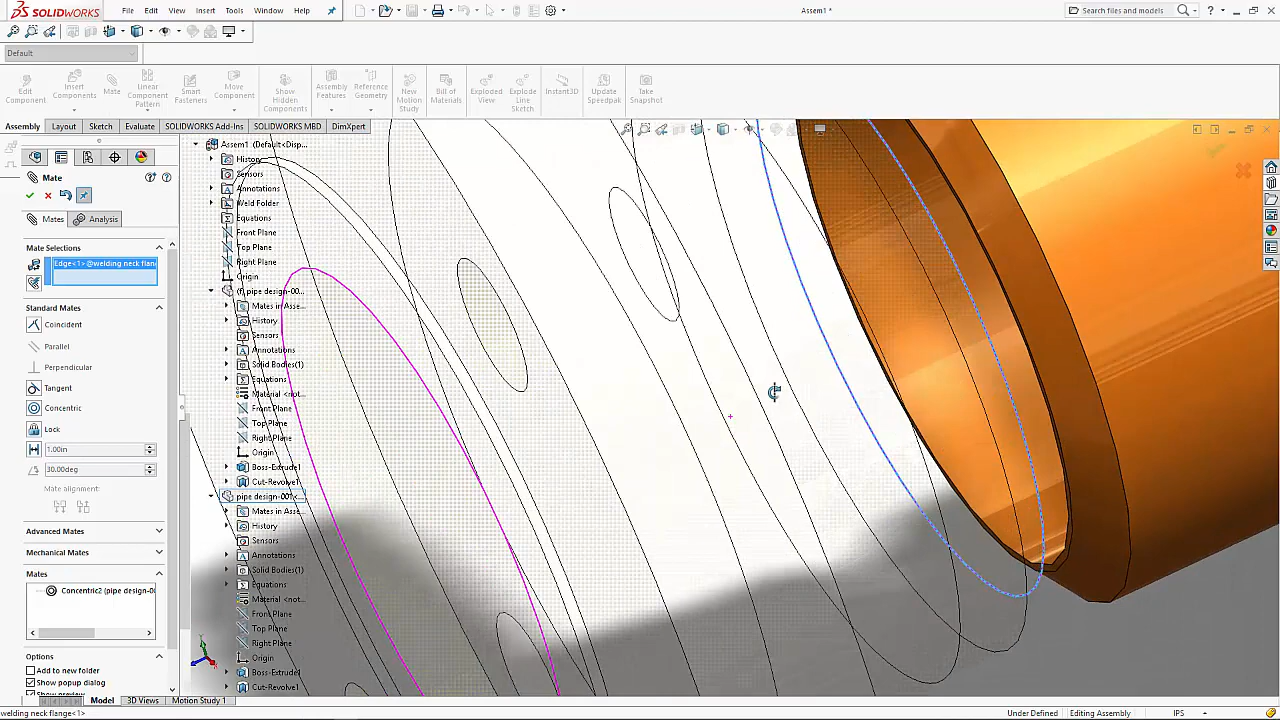 SOLIDWORKS
File Edit View Insert Tools Window Help
Assem1 *
Search files and models
Default
Edit Component
Insert Components
Mate
Linear Component Pattern
Smart Fasteners
Move Component
Show Hidden Components
Assembly Features
Reference Geometry
New Motion Study
Bill of Materials
Exploded View
Explode Line Sketch
Instant3D
Update Speedpak
Take Snapshot
Assembly Layout Sketch Evaluate SOLIDWORKS Add-Ins SOLIDWORKS MBD DimXpert
Mate
Mates Analysis
Mate Selections
Edge<1> @welding neck flan
Standard Mates
Coincident
Parallel
Perpendicular
Tangent
Concentric
Lock
1.00in
30.00deg
Mate alignment:
Advanced Mates
Mechanical Mates
Mates
Concentric2 (pipe design-0
Options
Add to new folder
Show popup dialog
Show preview
Assem1 (Default<Disp...
History
Sensors
Annotations
Weld Folder
Equations
Front Plane
Top Plane
Right Plane
Origin
(f) pipe design-00...
Mates in Asse...
History
Sensors
Annotations
Solid Bodies(1)
Equations
Material <not...
Front Plane
Top Plane
Right Plane
Origin
Boss-Extrude1
Cut-Revolve1
pipe design-001<...
Mates in Asse...
History
Sensors
Annotations
Solid Bodies(1)
Equations
Material <not...
Front Plane
Top Plane
Right Plane
Origin
Boss-Extrude1
Cut-Revolve1
Model 3D Views Motion Study 1
welding neck flange<1>
Under Defined Editing Assembly IPS